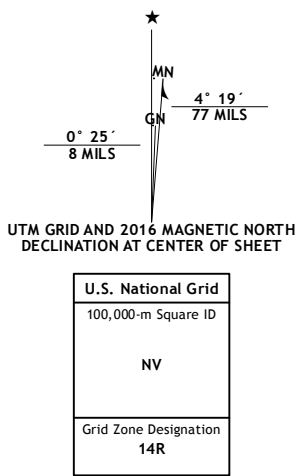 ★
MN
GN
4° 19´
77 MILS
0° 25´
8 MILS
UTM GRID AND 2016 MAGNETIC NORTH
DECLINATION AT CENTER OF SHEET
U.S. National Grid
100,000-m Square ID
NV
Grid Zone Designation
14R